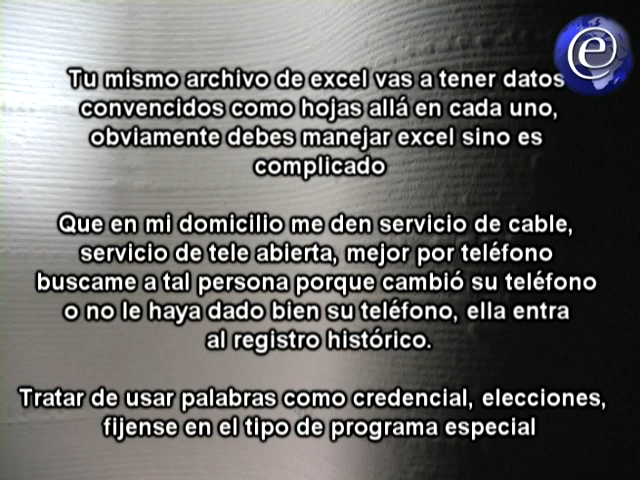 e
Tu mismo archivo de excel vas a tener datos
convencidos como hojas allá en cada uno,
obviamente debes manejar excel sino es
complicado
Que en mi domicilio me den servicio de cable,
servicio de tele abierta, mejor por teléfono
buscame a tal persona porque cambió su teléfono
o no le haya dado bien su teléfono, ella entra
al registro histórico.
Tratar de usar palabras como credencial, elecciones,
fijense en el tipo de programa especial